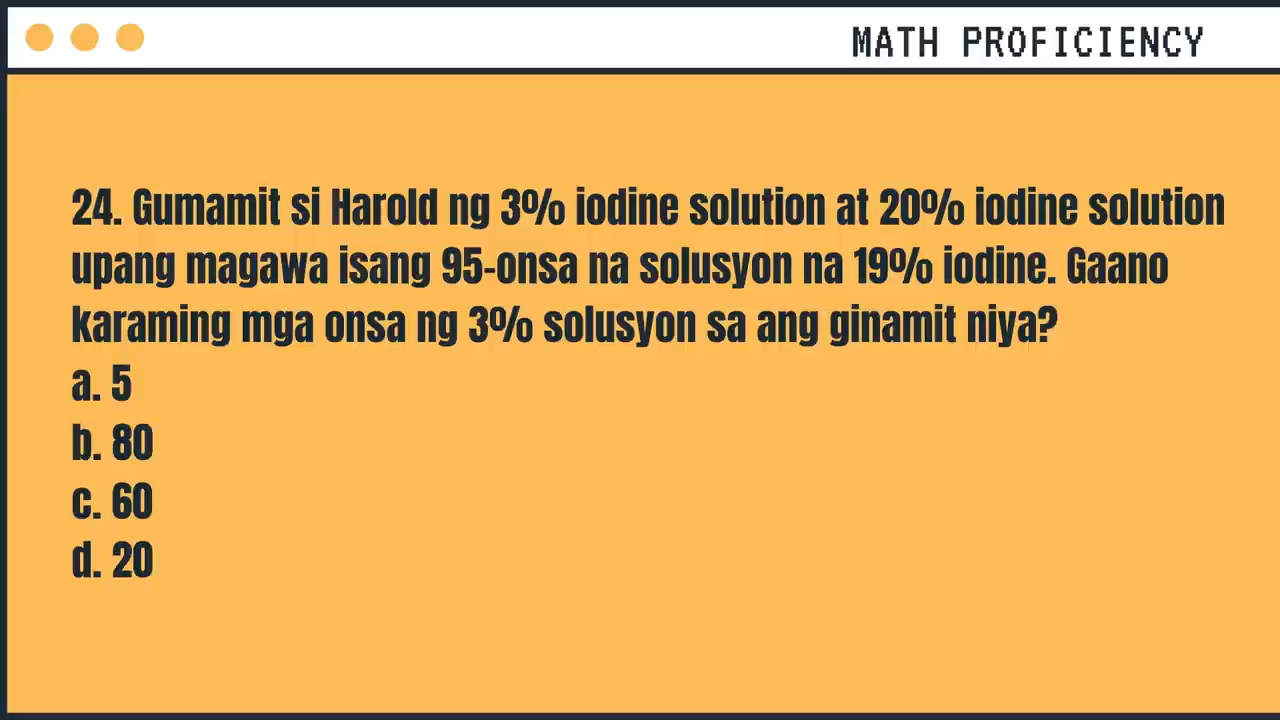 MATH PROFICIENCY
24. Gumamit si Harold ng 3% iodine solution at 20% iodine solution
upang magawa isang 95-onsa na solusyon na 19% iodine. Gaano
karaming mga onsa ng 3% solusyon sa ang ginamit niya?
a. 5
b. 80
c. 60
d. 20